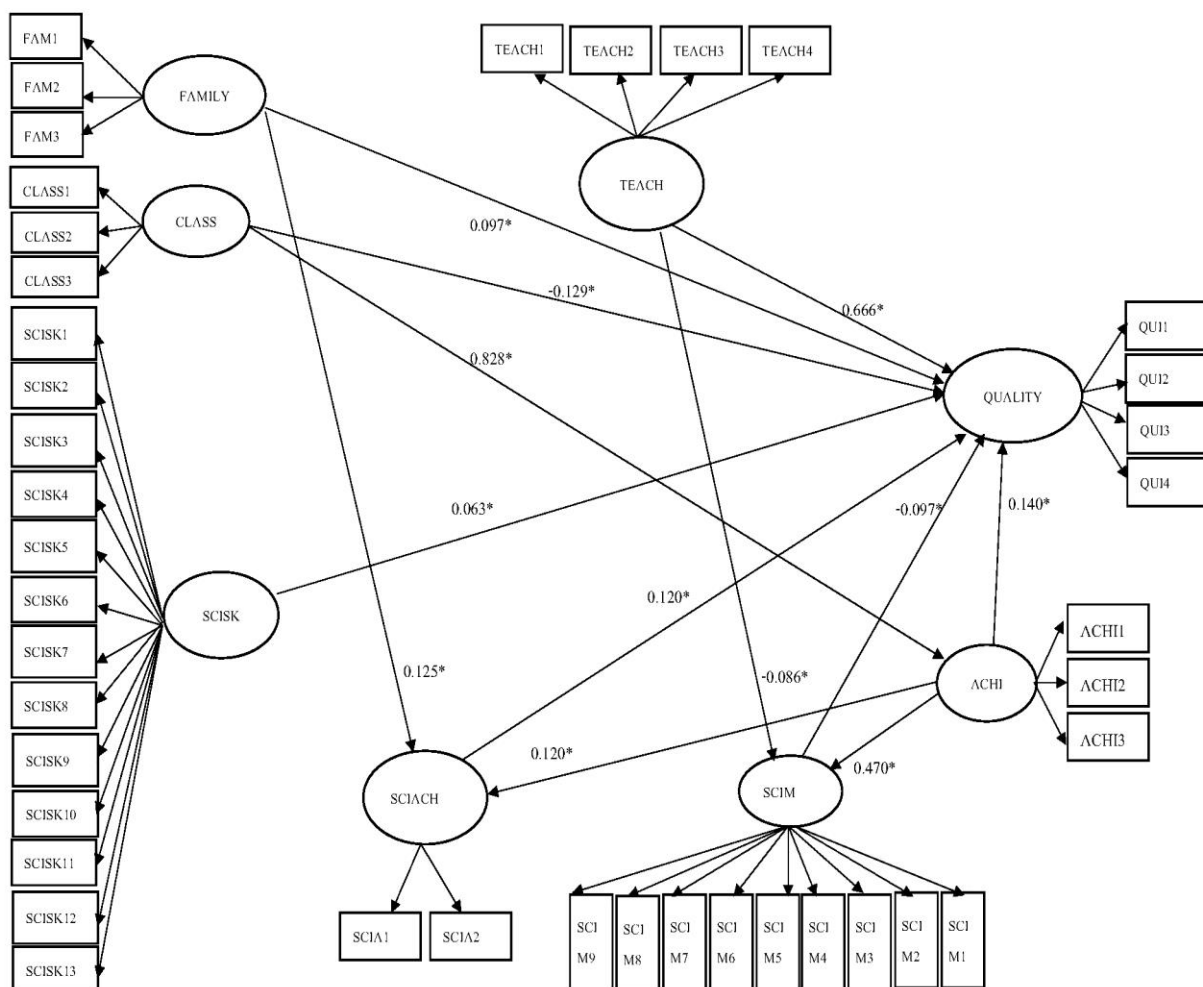 FAM1
FAM2
FAM3
FAMILY
TEACH1
TEACH2
TEACH3
TEACH4
TEACH
CLASS1
CLASS2
CLASS3
CLASS
0.097*
-0.129*
0.666*
0.828*
SCISK1
SCISK2
SCISK3
SCISK4
SCISK5
SCISK6
SCISK7
SCISK8
SCISK9
SCISK10
SCISK11
SCISK12
SCISK13
SCISK
QUALITY
QUI1
QUI2
QUI3
QUI4
0.063*
-0.097*
0.140*
0.120*
0.125*
-0.086*
ACHI
ACHI1
ACHI2
ACHI3
0.120*
0.470*
SCIACH
SCIM
SCIA1
SCIA2
SCI
M9
SCI
M8
SCI
M7
SCI
M6
SCI
M5
SCI
M4
SCI
M3
SCI
M2
SCI
M1